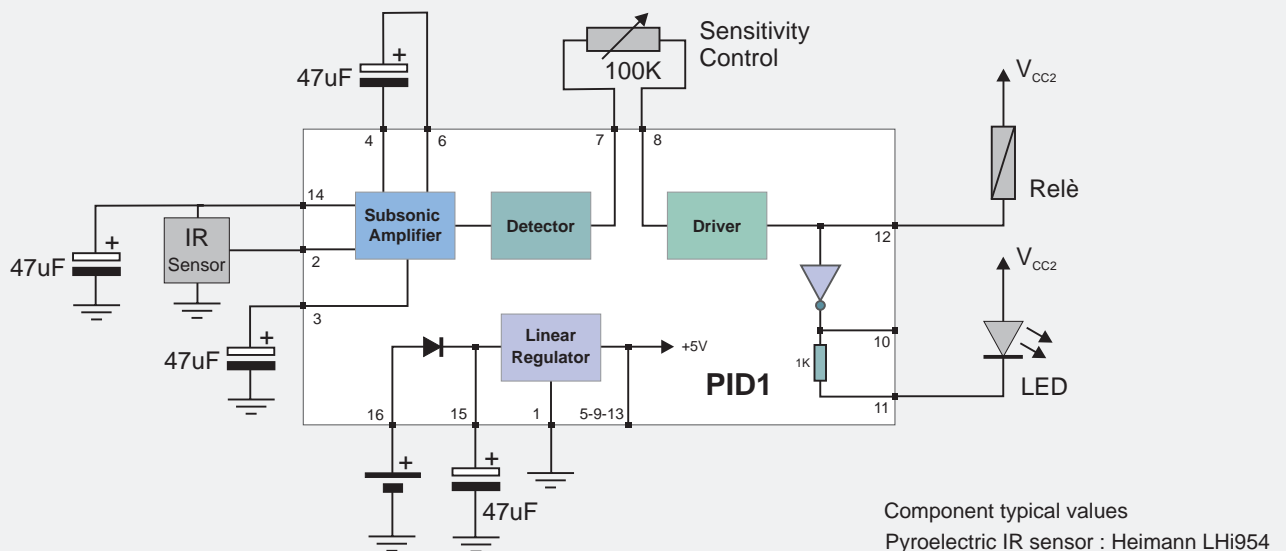 Sensitivity
Control
100K
47uF
+
4
6
7
8
V CC2
Relè
14
Subsonic
Amplifier
Detector
Driver
12
IR
Sensor
+
47uF
2
3
+
47uF
V CC2
10
1K
LED
11
Linear
Regulator
+5V
PID1
16
15
1
5-9-13
+
+
47uF
Component typical values
Pyroelectric IR sensor : Heimann LHi954